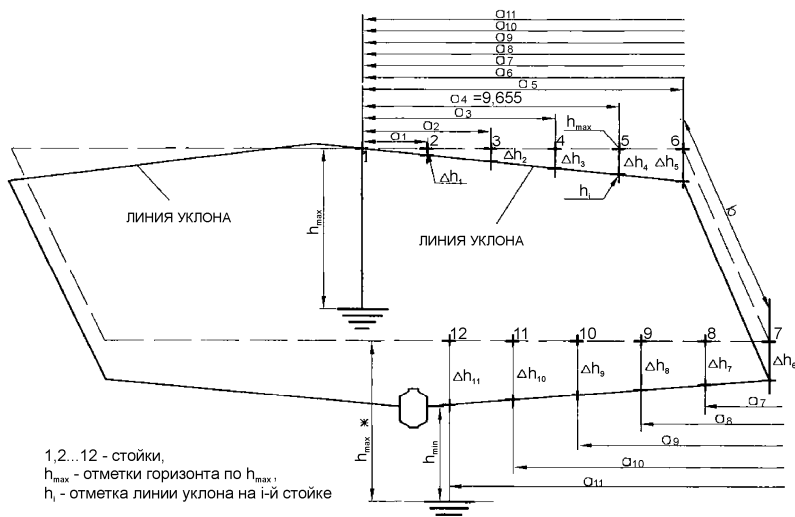 a11
a10
a9
a8
a7
a6
a5
a4 =9,655
a3
hmax
a2
a1
1 2 3 4 5 6
Δh1 Δh2 Δh3 Δh4 Δh5
hi
ЛИНИЯ УКЛОНА
ЛИНИЯ УКЛОНА
hmax
12 11 10 9 8 7
Δh11 Δh10 Δh9 Δh8 Δh7 Δh6
a7
a8
a9
a10
a11
hmax ж
hmin
1,2...12 - стойки,
hmax - отметки горизонта по hmax,
hi - отметка линии уклона на i-й стойке